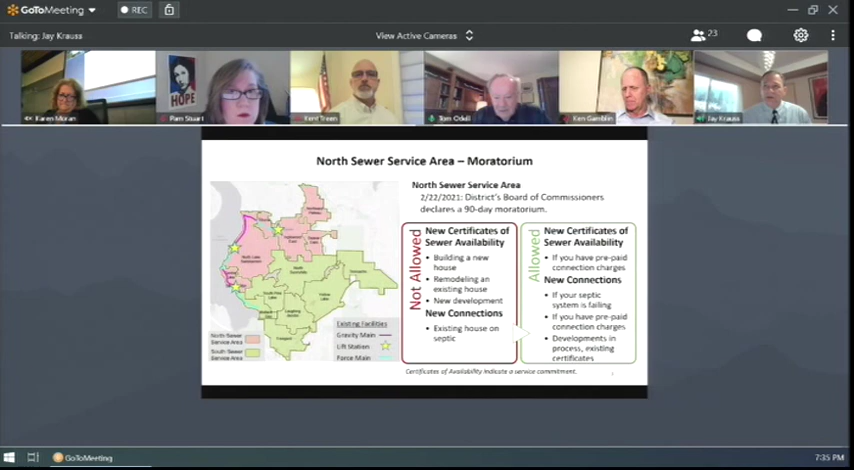 GoToMeeting
REC
Talking: Jay Krauss
View Active Cameras
23
HOPE
Karen Moran
Pam Stuart
Tom Odell
Ken Gamblin
Jay Krauss
North Sewer Service Area – Moratorium
North Sewer Service Area
2/22/2021: District's Board of Commissioners
declares a 90-day moratorium.
Not Allowed
New Certificates of
Sewer Availability
• Building a new
house
• Remodeling an
existing house
• New development
New Connections
• Existing house on
septic
Allowed
New Certificates of
Sewer Availability
• If you have pre-paid
connection charges
New Connections
• If your septic
system is failing
• If you have pre-paid
connection charges
• Developments in
process, existing
certificates
Existing Facilities
Gravity Main
Lift Station
Force Main
North Sewer
Service Area
South Sewer
Service Area
Certificates of Availability indicate a service commitment.
GoToMeeting
7:35 PM